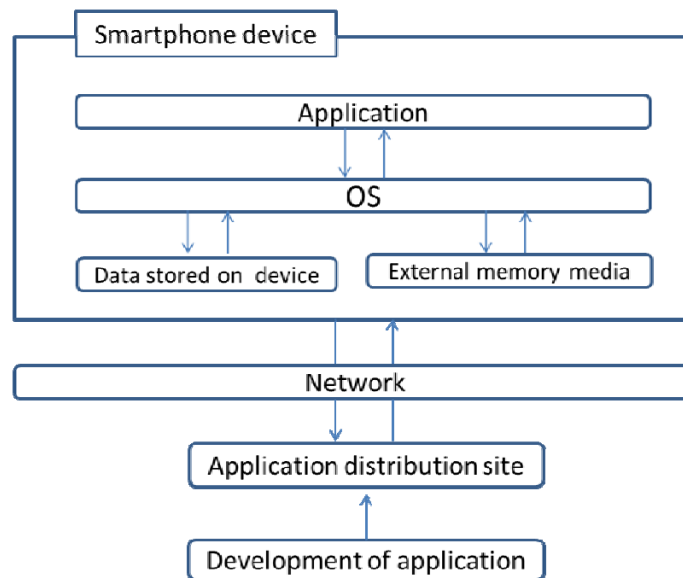 Smartphone device
Application
OS
Data stored on device
External memory media
Network
Application distribution site
Development of application